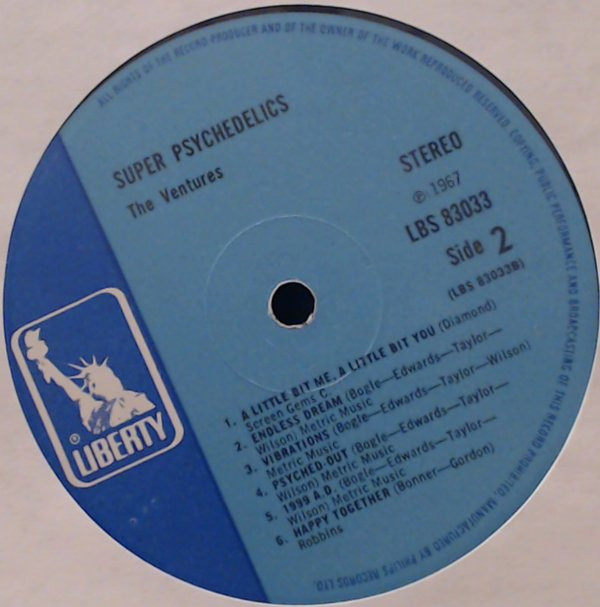 ALL RIGHTS OF THE RECORD PRODUCER AND OF THE OWNER OF THE WORK REPRODUCED RESERVED. COPYING, PUBLIC PERFORMANCE AND BROADCASTING OF THIS RECORD PROHIBITED. MANUFACTURED BY PHILIPS RECORDS LTD.
SUPER PSYCHEDELICS
The Ventures
STEREO
℗ 1967
LBS 83033
Side 2
(LBS 83033B)
® LIBERTY
1. A LITTLE BIT ME, A LITTLE BIT YOU (Diamond)
Screen Gems C.
2. ENDLESS DREAM (Bogle—Edwards—Taylor—
Wilson) Metric Music
3. VIBRATIONS (Bogle—Edwards—Taylor—Wilson)
Metric Music
4. PSYCHED-OUT (Bogle—Edwards—Taylor—
Wilson) Metric Music
5. 1999 A.D. (Bogle—Edwards—Taylor—
Wilson) Metric Music
6. HAPPY TOGETHER (Bonner—Gordon)
Robbins